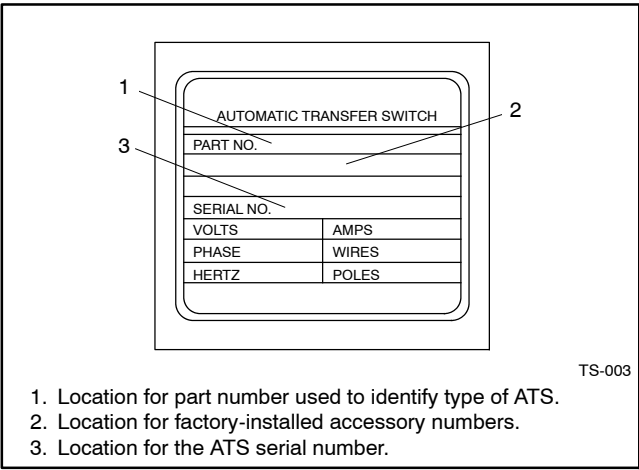 1
2
3
AUTOMATIC TRANSFER SWITCH
PART NO.
SERIAL NO.
VOLTS AMPS
PHASE WIRES
HERTZ POLES
TS-003
1. Location for part number used to identify type of ATS.
2. Location for factory-installed accessory numbers.
3. Location for the ATS serial number.